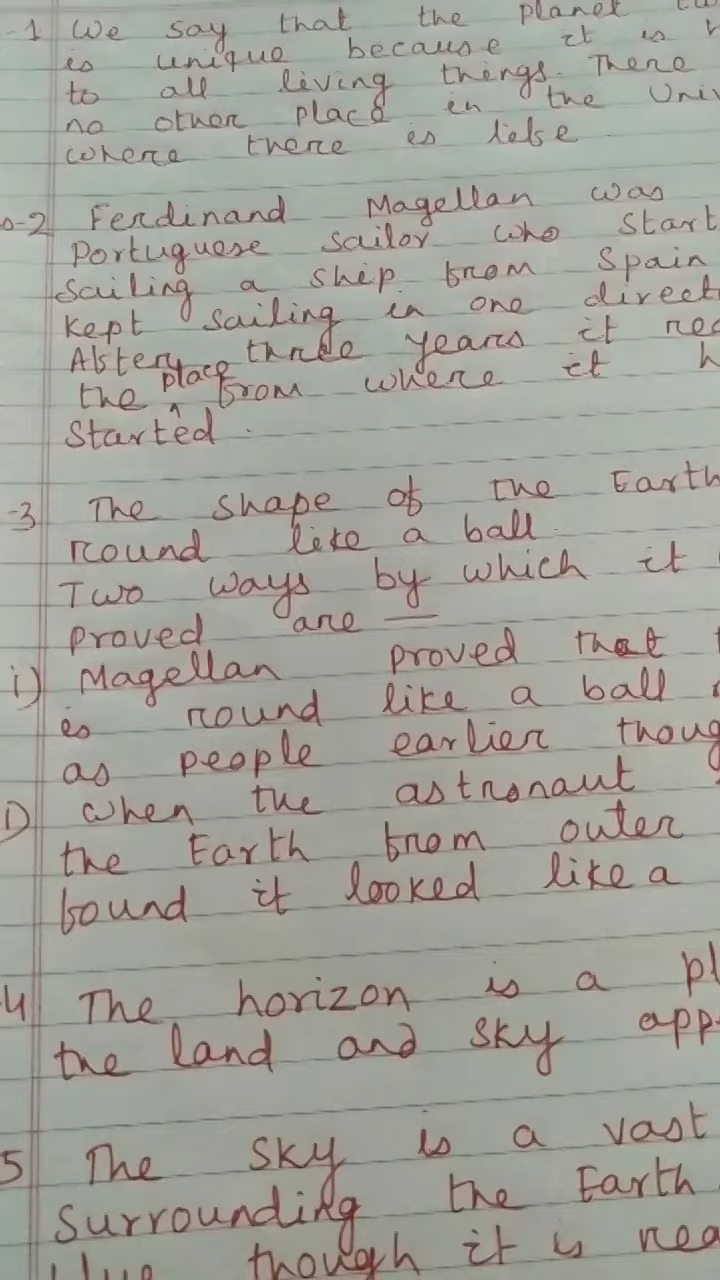 -1 We say that the planet
is unique because it is
to all living things. There
no other place in the Uni
where there is life
-2 Ferdinand Magellan was
Portuguese sailor who start
sailing a ship from Spain
kept sailing in one direct
After three years it rea
the place from where it h
started.
-3 The shape of the Earth
round like a ball.
Two ways by which it
proved are —
i) Magellan proved that
is round like a ball
as people earlier thoug
when the astronaut
the Earth from outer
found it looked like a
4 The horizon is a pl
the land and sky app
5 The sky is a vast
surrounding the Earth
though it is rea